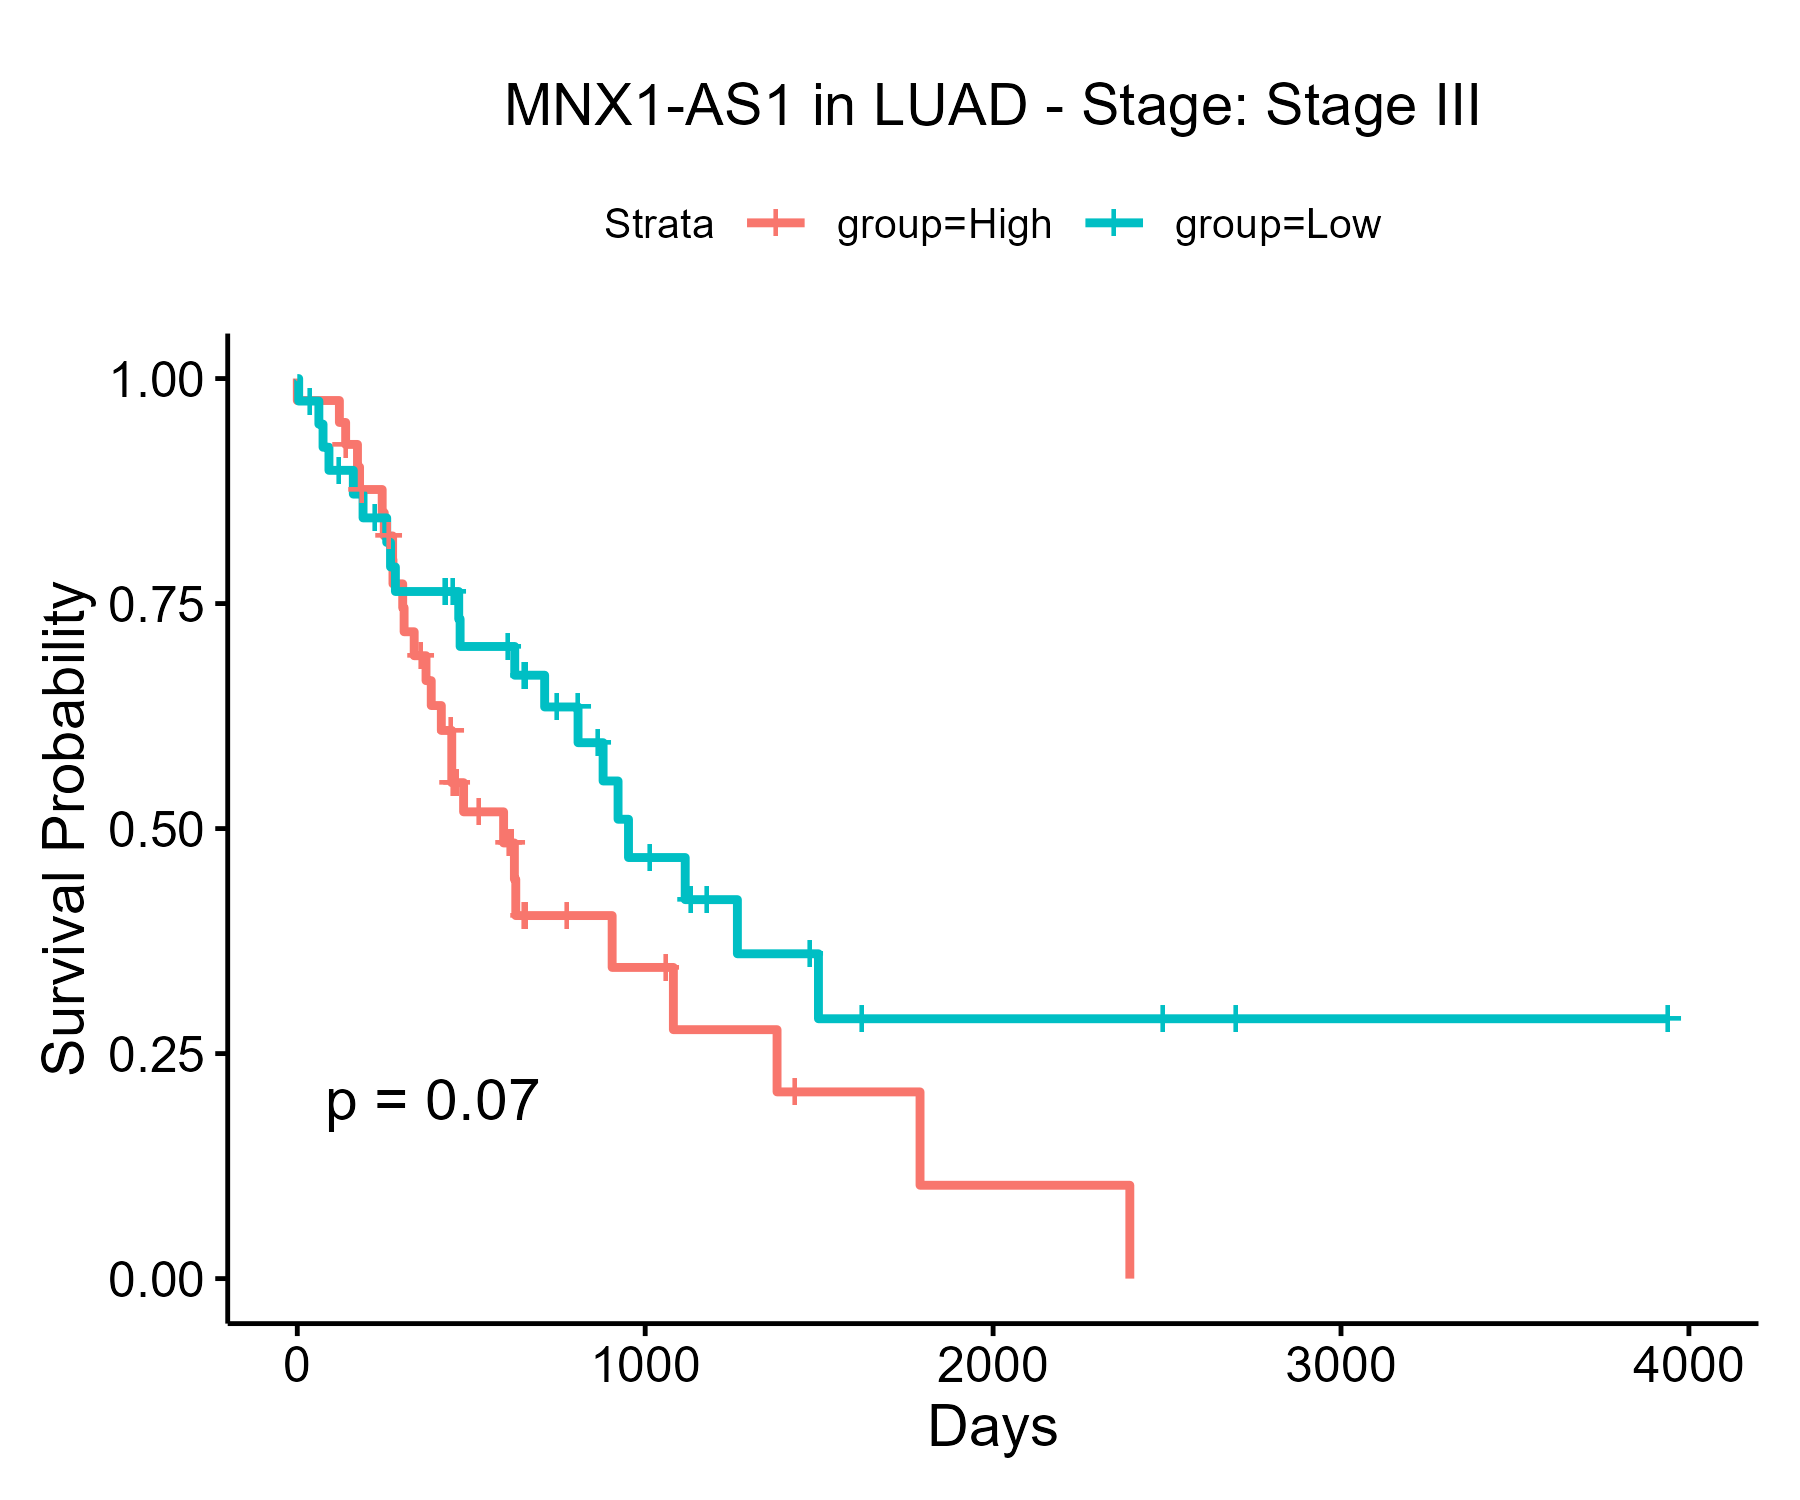 MNX1-AS1 in LUAD - Stage: Stage III
Strata group=High group=Low
1.00
0.75
0.50
0.25
0.00
Survival Probability
p = 0.07
0 1000 2000 3000 4000
Days